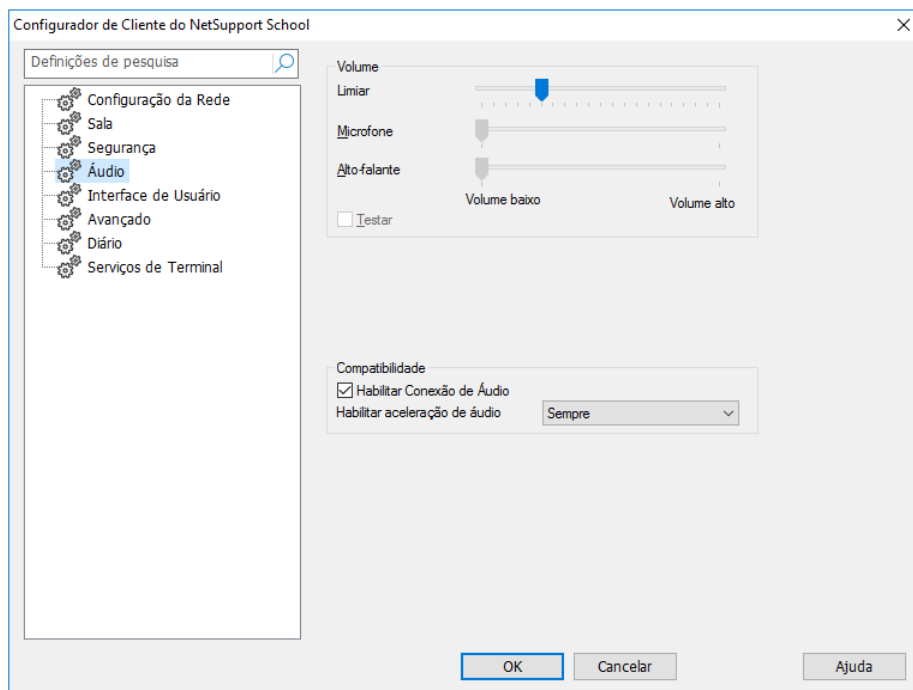 Configurador de Cliente do NetSupport School
Definições de pesquisa
Configuração da Rede
Sala
Segurança
Áudio
Interface de Usuário
Avançado
Diário
Serviços de Terminal
Volume
Limiar
Microfone
Alto-falante
Volume baixo
Volume alto
Testar
Compatibilidade
Habilitar Conexão de Áudio
Habilitar aceleração de áudio Sempre
OK Cancelar Ajuda